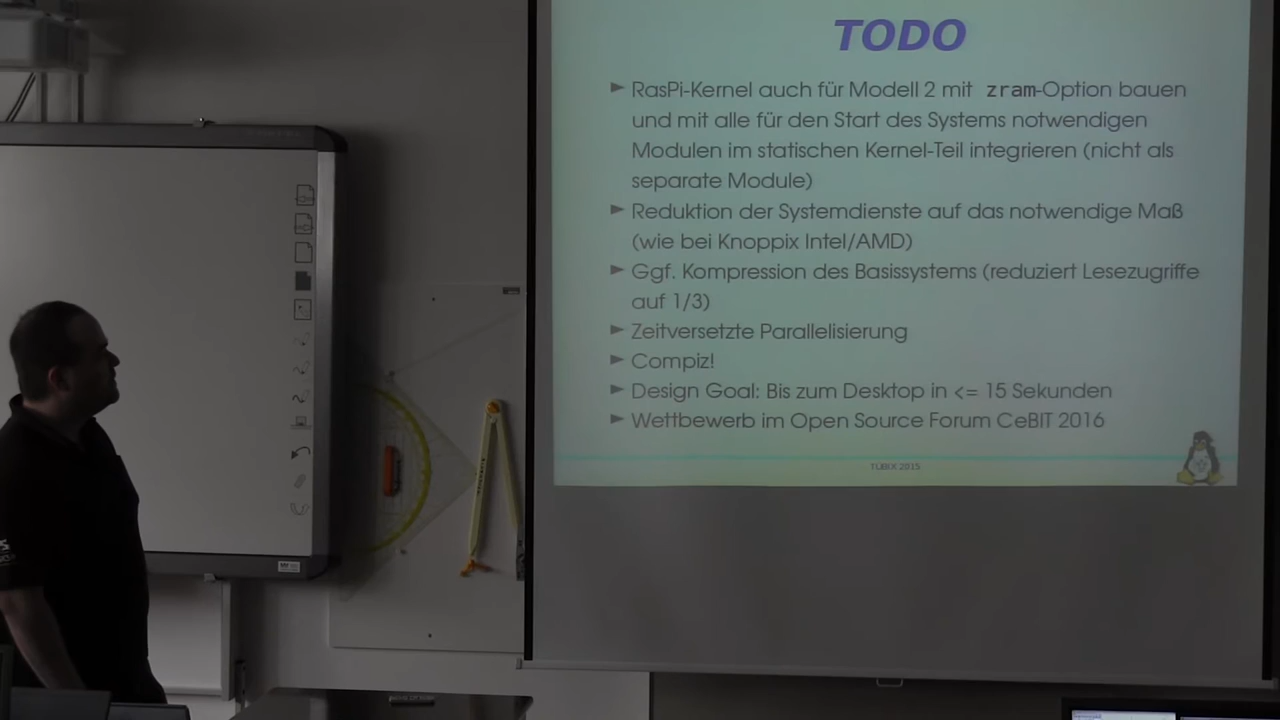 TODO
► RasPi-Kernel auch für Modell 2 mit zram-Option bauen
und mit alle für den Start des Systems notwendigen
Modulen im statischen Kernel-Teil integrieren (nicht als
separate Module)
► Reduktion der Systemdienste auf das notwendige Maß
(wie bei Knoppix Intel/AMD)
► Ggf. Kompression des Basissystems (reduziert Lesezugriffe
auf 1/3)
► Zeitversetzte Parallelisierung
► Compiz!
► Design Goal: Bis zum Desktop in <= 15 Sekunden
► Wettbewerb im Open Source Forum CeBIT 2016
TÜBIX 2015